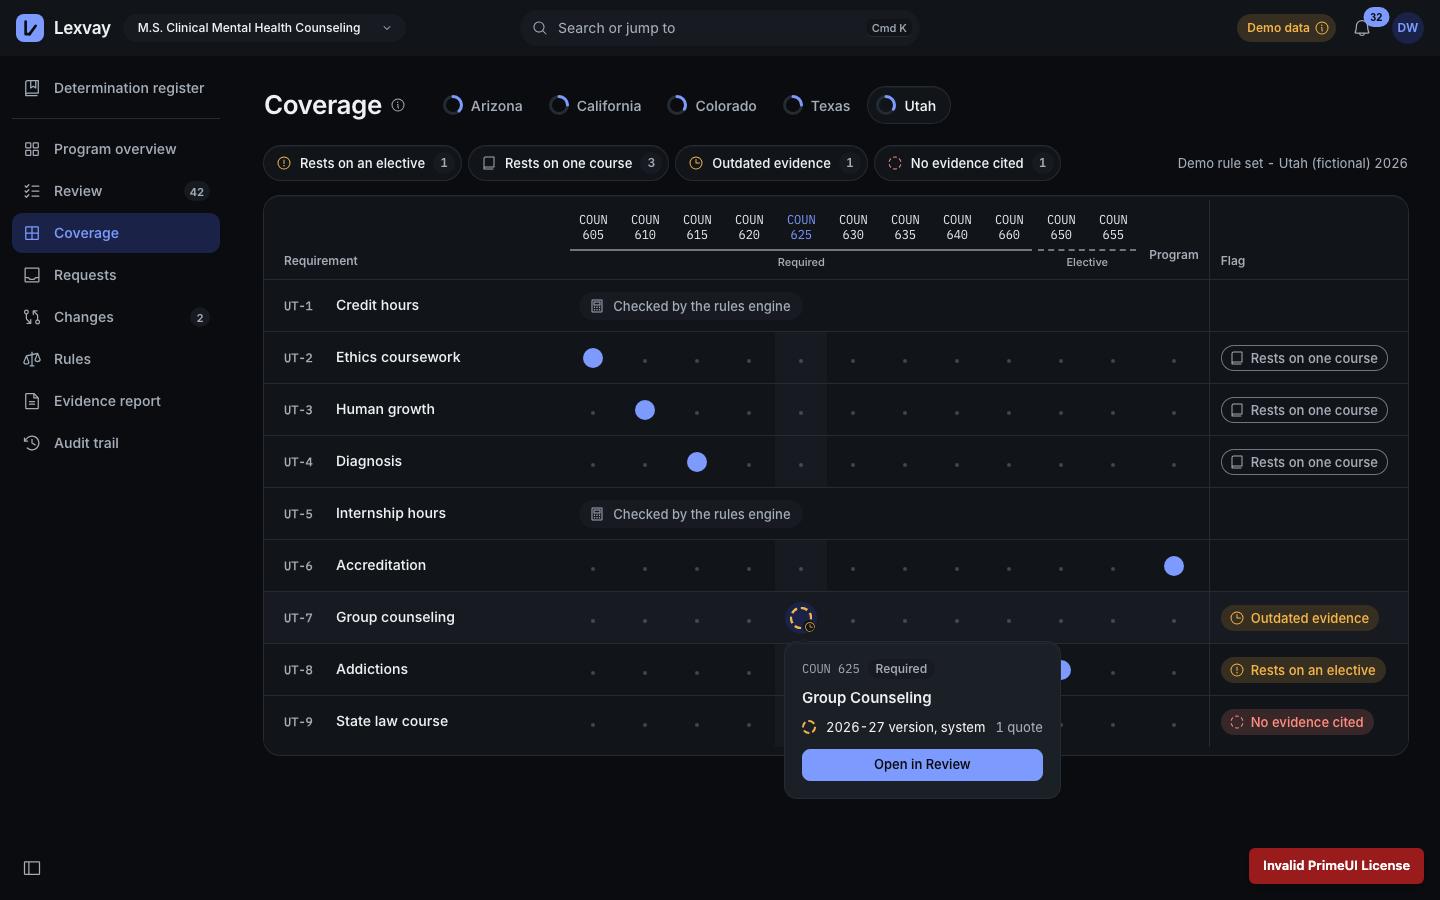 Lexvay
M.S. Clinical Mental Health Counseling
Search or jump to
Cmd K
Demo data
32
DW
Determination register
Program overview
Review
42
Coverage
Requests
Changes
2
Rules
Evidence report
Audit trail
Coverage
Arizona
California
Colorado
Texas
Utah
Rests on an elective 1
Rests on one course 3
Outdated evidence 1
No evidence cited 1
Demo rule set - Utah (fictional) 2026
Requirement
COUN 605
COUN 610
COUN 615
COUN 620
COUN 625
COUN 630
COUN 635
COUN 640
COUN 660
COUN 650
COUN 655
Required
Elective
Program
Flag
UT-1 Credit hours Checked by the rules engine
UT-2 Ethics coursework Rests on one course
UT-3 Human growth Rests on one course
UT-4 Diagnosis Rests on one course
UT-5 Internship hours Checked by the rules engine
UT-6 Accreditation
UT-7 Group counseling Outdated evidence
UT-8 Addictions Rests on an elective
UT-9 State law course No evidence cited
COUN 625 Required
Group Counseling
2026-27 version, system 1 quote
Open in Review
Invalid PrimeUI License